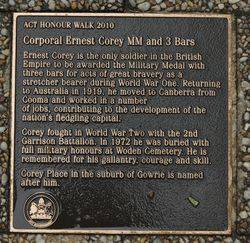 ACT HONOUR WALK 2010
Corporal Ernest Corey MM and 3 Bars
Ernest Corey is the only soldier in the British
Empire to be awarded the Military Medal with
three bars for acts of great bravery as a
stretcher bearer during World War One. Returning
to Australia in 1919, he moved to Canberra from
Cooma and worked in a number
of jobs, contributing to the development of the
nation's fledgling capital.
Corey fought in World War Two with the 2nd
Garrison Battalion. In 1972 he was buried with
full military honours at Woden Cemetery. He is
remembered for his gallantry, courage and skill.
Corey Place in the suburb of Gowrie is named
after him.